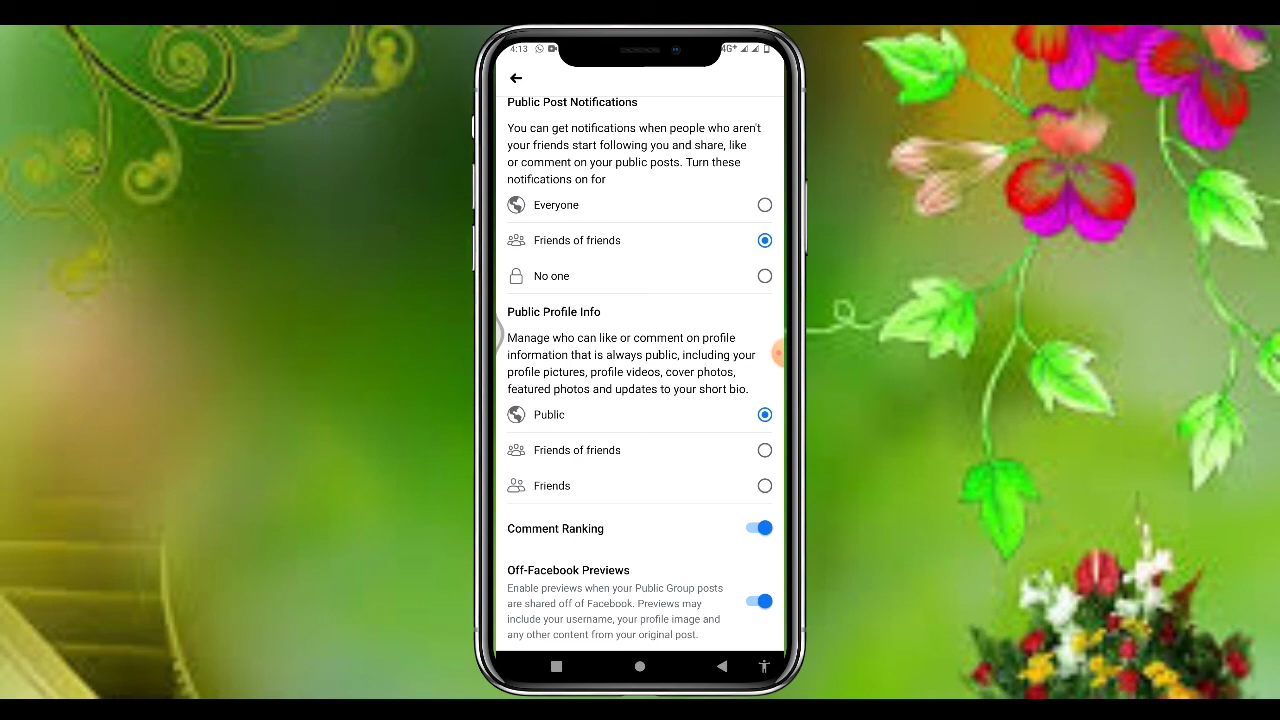 4:13
4G+
Public Post Notifications
You can get notifications when people who aren't
your friends start following you and share, like
or comment on your public posts. Turn these
notifications on for
Everyone
Friends of friends
No one
Public Profile Info
Manage who can like or comment on profile
information that is always public, including your
profile pictures, profile videos, cover photos,
featured photos and updates to your short bio.
Public
Friends of friends
Friends
Comment Ranking
Off-Facebook Previews
Enable previews when your Public Group posts
are shared off of Facebook. Previews may
include your username, your profile image and
any other content from your original post.